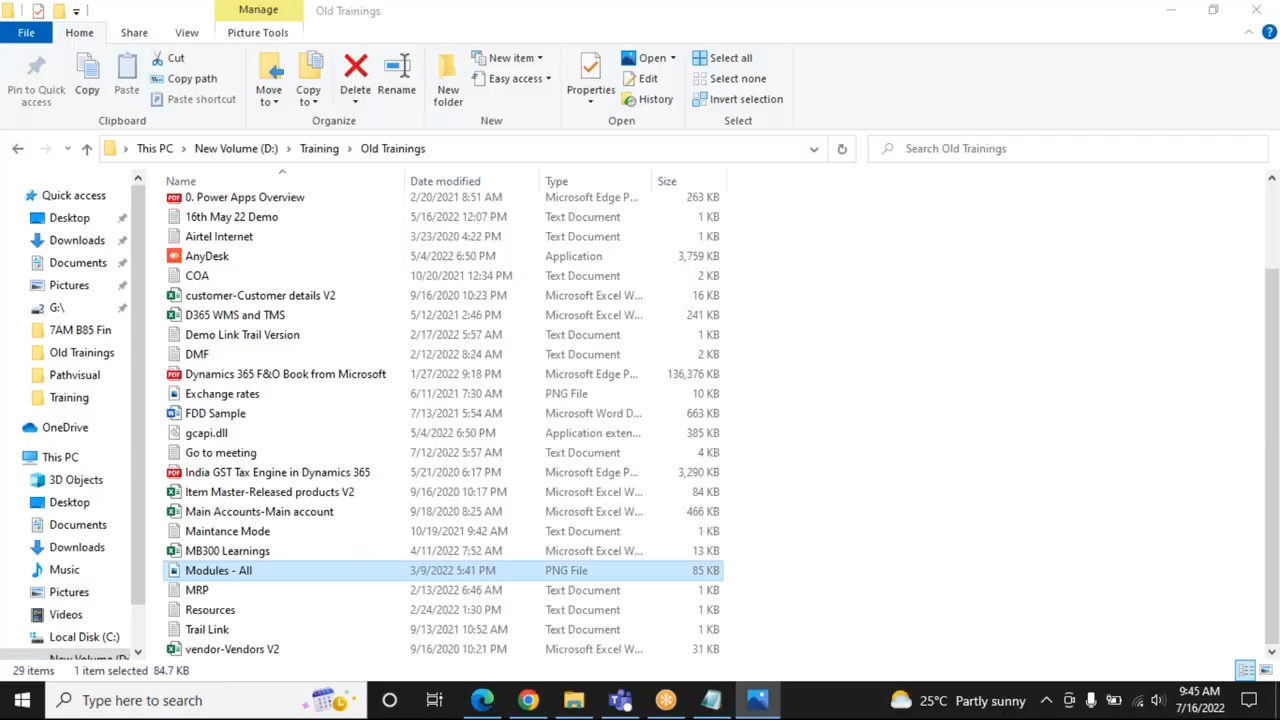 Manage
Old Trainings
File
Home
Share
View
Picture Tools
Pin to Quick access
Copy
Paste
Cut
Copy path
Paste shortcut
Clipboard
Move to
Copy to
Delete
Rename
Organize
New folder
New item
Easy access
New
Properties
Open
Edit
History
Open
Select all
Select none
Invert selection
Select
This PC > New Volume (D:) > Training > Old Trainings
Search Old Trainings
Quick access
Desktop
Downloads
Documents
Pictures
G:\
7AM B85 Fin
Old Trainings
Pathvisual
Training
OneDrive
This PC
3D Objects
Desktop
Documents
Downloads
Music
Pictures
Videos
Local Disk (C:)
New Volume (D:
Name Date modified Type Size
0. Power Apps Overview 2/20/2021 8:51 AM Microsoft Edge P... 263 KB
16th May 22 Demo 5/16/2022 12:07 PM Text Document 1 KB
Airtel Internet 3/23/2020 4:22 PM Text Document 1 KB
AnyDesk 5/4/2022 6:50 PM Application 3,759 KB
COA 10/20/2021 12:34 PM Text Document 2 KB
customer-Customer details V2 9/16/2020 10:23 PM Microsoft Excel W... 16 KB
D365 WMS and TMS 5/12/2021 2:46 PM Microsoft Excel W... 241 KB
Demo Link Trail Version 2/17/2022 5:57 AM Text Document 1 KB
DMF 2/12/2022 8:24 AM Text Document 2 KB
Dynamics 365 F&O Book from Microsoft 1/27/2022 9:18 PM Microsoft Edge P... 136,376 KB
Exchange rates 6/11/2021 7:30 AM PNG File 10 KB
FDD Sample 7/13/2021 5:54 AM Microsoft Word D... 663 KB
gcapi.dll 5/4/2022 6:50 PM Application exten... 385 KB
Go to meeting 7/12/2022 5:57 AM Text Document 4 KB
India GST Tax Engine in Dynamics 365 5/21/2020 6:17 PM Microsoft Edge P... 3,290 KB
Item Master-Released products V2 9/16/2020 10:17 PM Microsoft Excel W... 84 KB
Main Accounts-Main account 9/18/2020 8:25 AM Microsoft Excel W... 466 KB
Maintance Mode 10/19/2021 9:42 AM Text Document 1 KB
MB300 Learnings 4/11/2022 7:52 AM Microsoft Excel W... 13 KB
Modules - All 3/9/2022 5:41 PM PNG File 85 KB
MRP 2/13/2022 6:46 AM Text Document 1 KB
Resources 2/24/2022 1:30 PM Text Document 1 KB
Trail Link 9/13/2021 10:52 AM Text Document 1 KB
vendor-Vendors V2 9/16/2020 10:21 PM Microsoft Excel W... 31 KB
29 items 1 item selected 84.7 KB
Type here to search
25°C Partly sunny
9:45 AM
7/16/2022